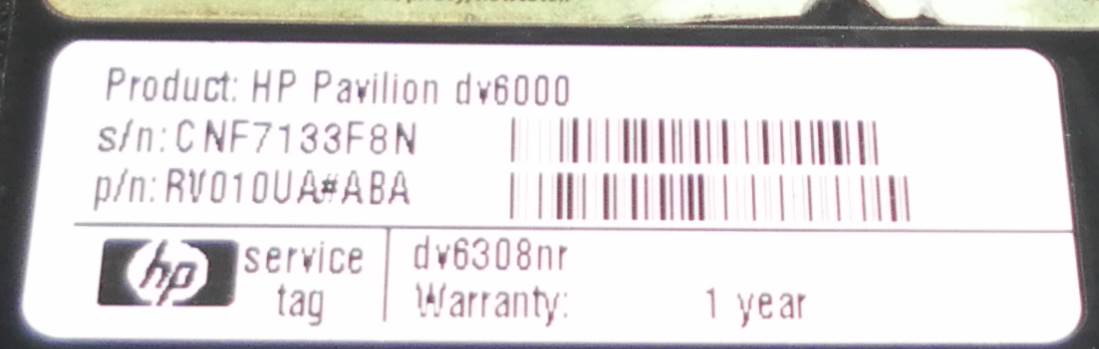 Product: HP Pavilion dv6000
s/n: CNF7133F8N
p/n: RV010UA#ABA
hp service tag
dv6308nr
Warranty: 1 year